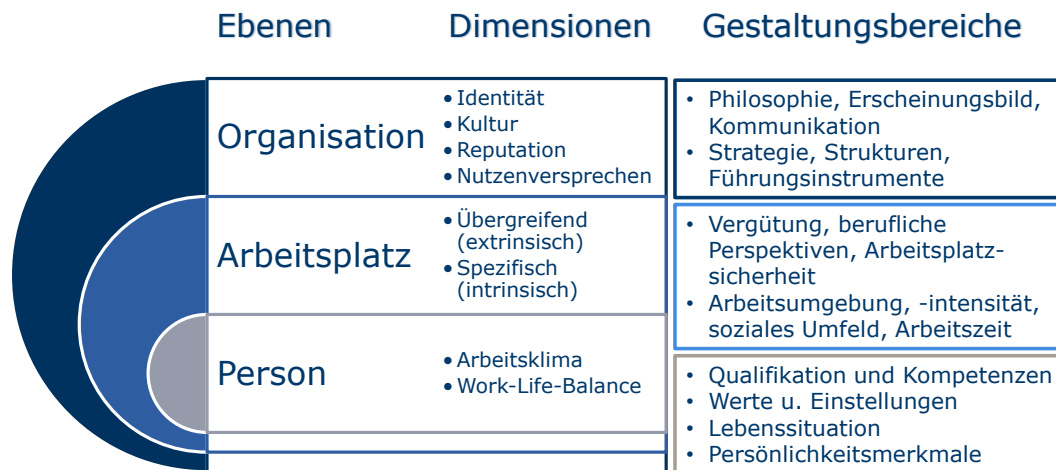 Ebenen Dimensionen Gestaltungsbereiche
Organisation
• Identität
• Kultur
• Reputation
• Nutzenversprechen
• Philosophie, Erscheinungsbild,
Kommunikation
• Strategie, Strukturen,
Führungsinstrumente
Arbeitsplatz
• Übergreifend
(extrinsisch)
• Spezifisch
(intrinsisch)
• Vergütung, berufliche
Perspektiven, Arbeitsplatz-
sicherheit
• Arbeitsumgebung, -intensität,
soziales Umfeld, Arbeitszeit
Person
• Arbeitsklima
• Work-Life-Balance
• Qualifikation und Kompetenzen
• Werte u. Einstellungen
• Lebenssituation
• Persönlichkeitsmerkmale